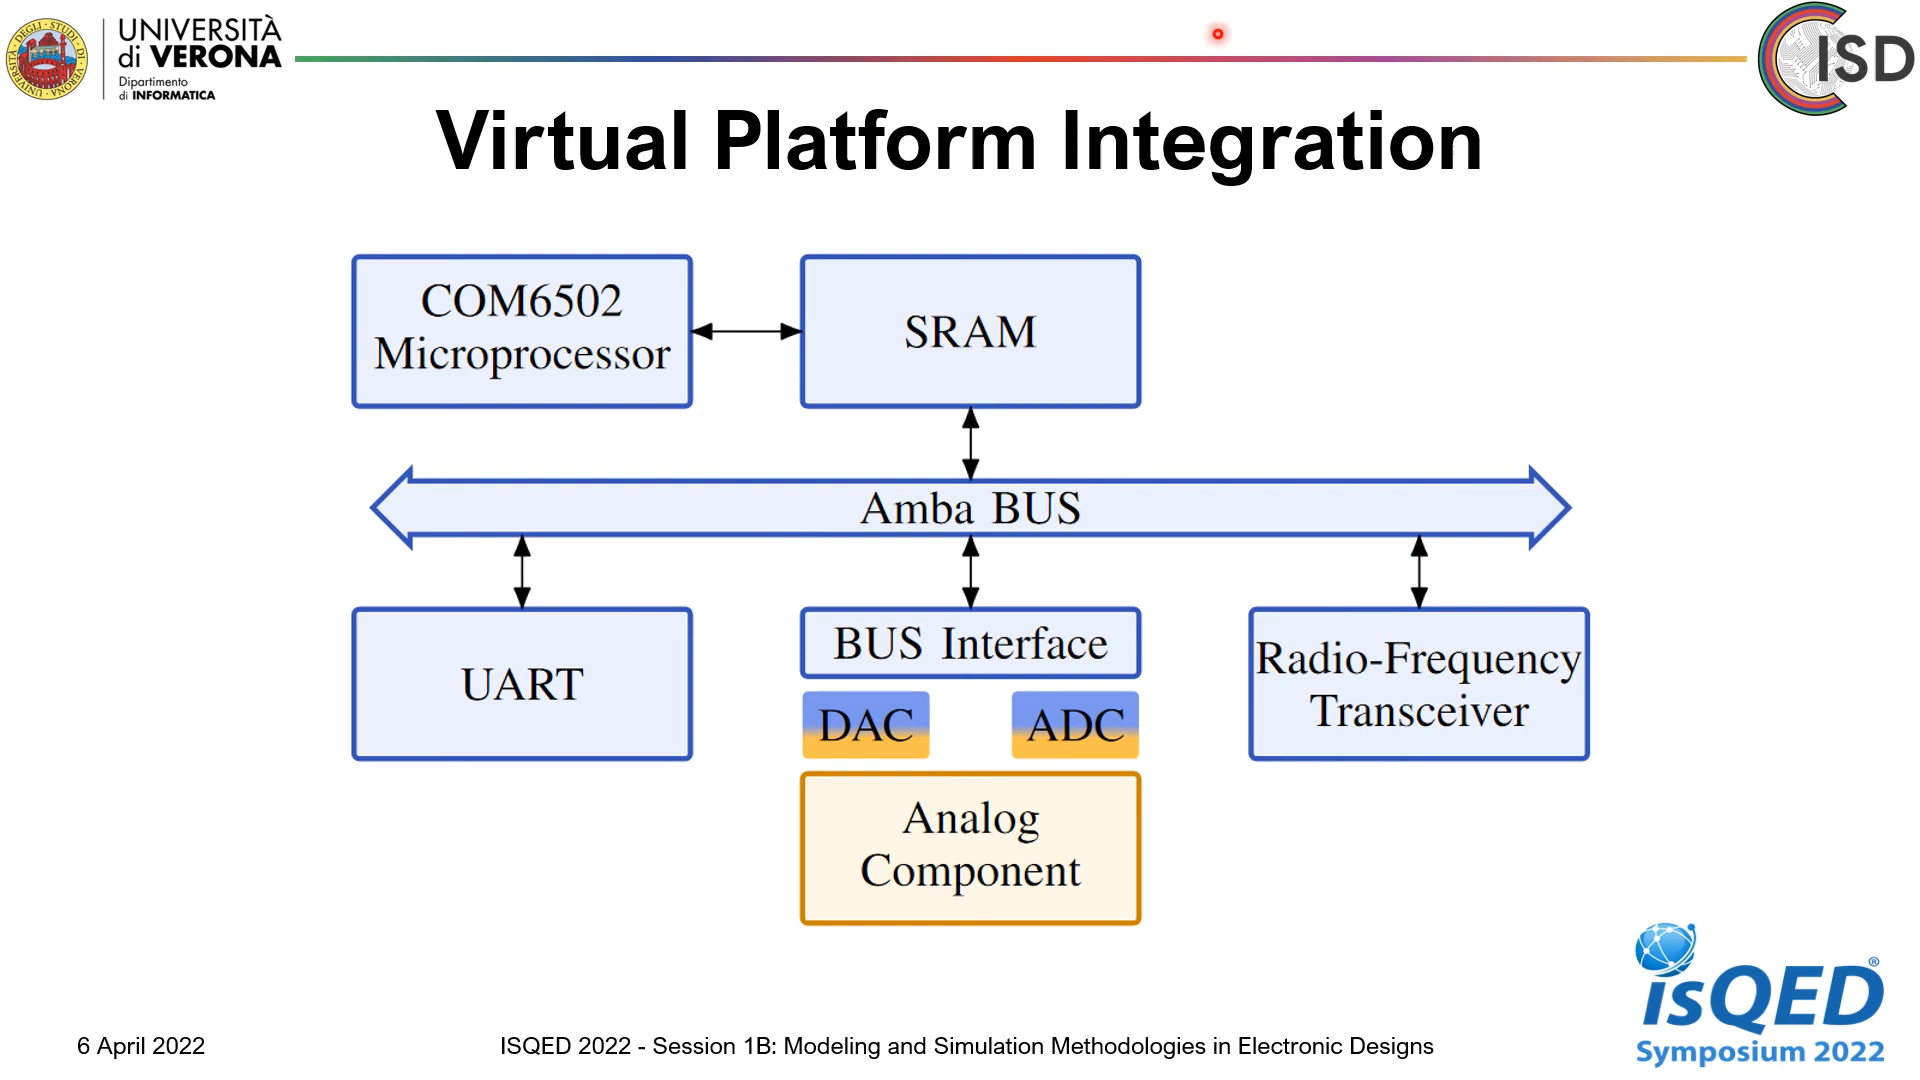 UNIVERSITÀ
di VERONA
Dipartimento
di INFORMATICA
ISD
Virtual Platform Integration
COM6502
Microprocessor
SRAM
Amba BUS
UART
BUS Interface
DAC
ADC
Analog
Component
Radio-Frequency
Transceiver
isQED®
Symposium 2022
6 April 2022
ISQED 2022 - Session 1B: Modeling and Simulation Methodologies in Electronic Designs